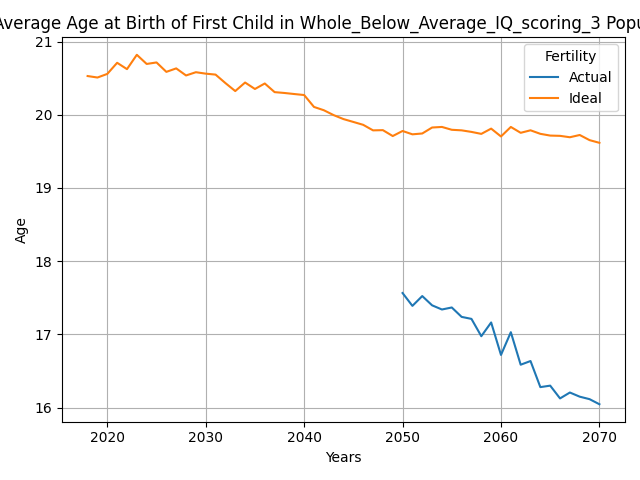 Average Age at Birth of First Child in Whole_Below_Average_IQ_scoring_3 Popu
Fertility
Actual
Ideal
21
20
19
18
17
16
Age
2020 2030 2040 2050 2060 2070
Years